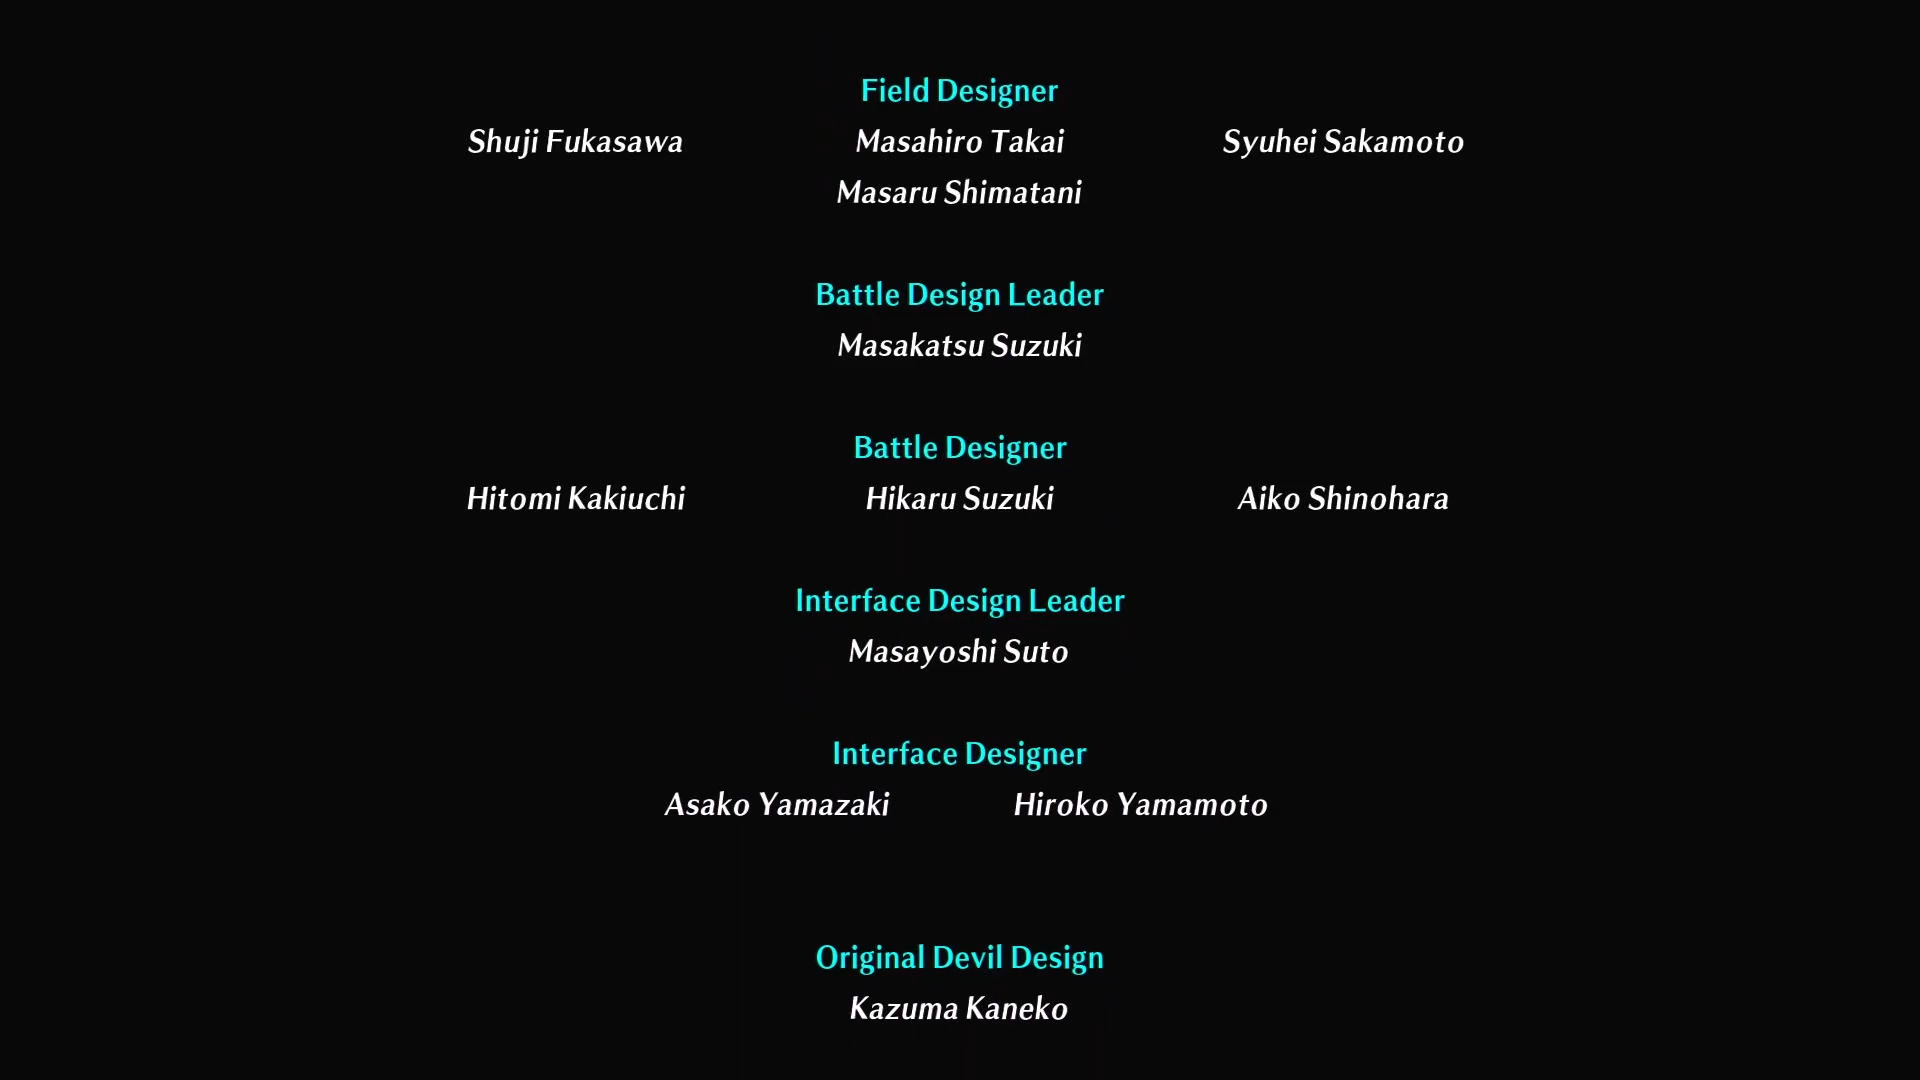 Field Designer
Shuji Fukasawa Masahiro Takai Syuhei Sakamoto
Masaru Shimatani
Battle Design Leader
Masakatsu Suzuki
Battle Designer
Hitomi Kakiuchi Hikaru Suzuki Aiko Shinohara
Interface Design Leader
Masayoshi Suto
Interface Designer
Asako Yamazaki Hiroko Yamamoto
Original Devil Design
Kazuma Kaneko